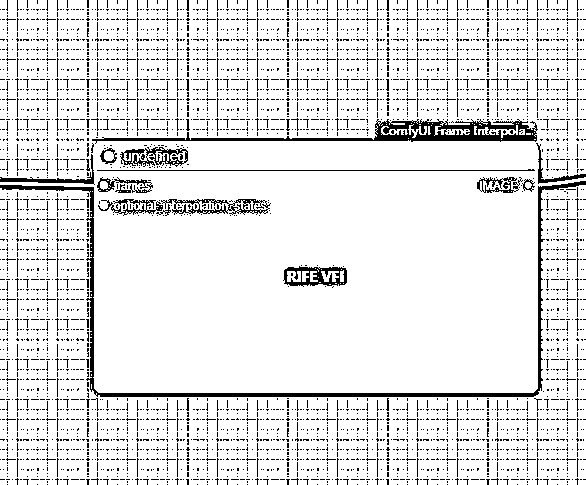 ComfyUI Frame Interpola...
undefined
frames
IMAGE
optional_interpolation_states
RIFE VFI